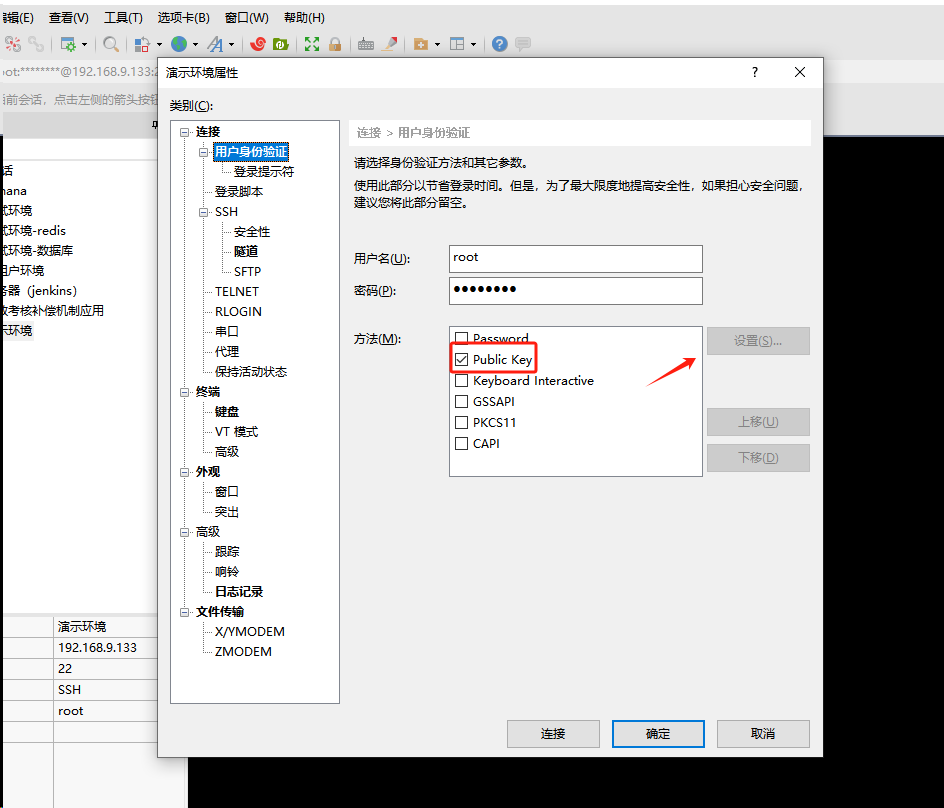 编辑(E) 查看(V) 工具(T) 选项卡(B) 窗口(W) 帮助(H)
oot:********@192.168.9.133:2
当前会话，点击左侧的箭头按钮
演示环境属性
类别(C):
连接
用户身份验证
登录提示符
登录脚本
SSH
安全性
隧道
SFTP
TELNET
RLOGIN
串口
代理
保持活动状态
终端
键盘
VT 模式
高级
外观
窗口
突出
高级
跟踪
响铃
日志记录
文件传输
X/YMODEM
ZMODEM
连接 > 用户身份验证
请选择身份验证方法和其它参数。
使用此部分以节省登录时间。但是，为了最大限度地提高安全性，如果担心安全问题，
建议您将此部分留空。
用户名(U):
root
密码(P):
●●●●●●●●
方法(M):
Password
Public Key
Keyboard Interactive
GSSAPI
PKCS11
CAPI
设置(S)...
上移(U)
下移(D)
连接
确定
取消
话
hana
试环境
试环境-redis
试环境-数据库
用户环境
务器（jenkins）
效考核补偿机制应用
示环境
演示环境
192.168.9.133
22
SSH
root